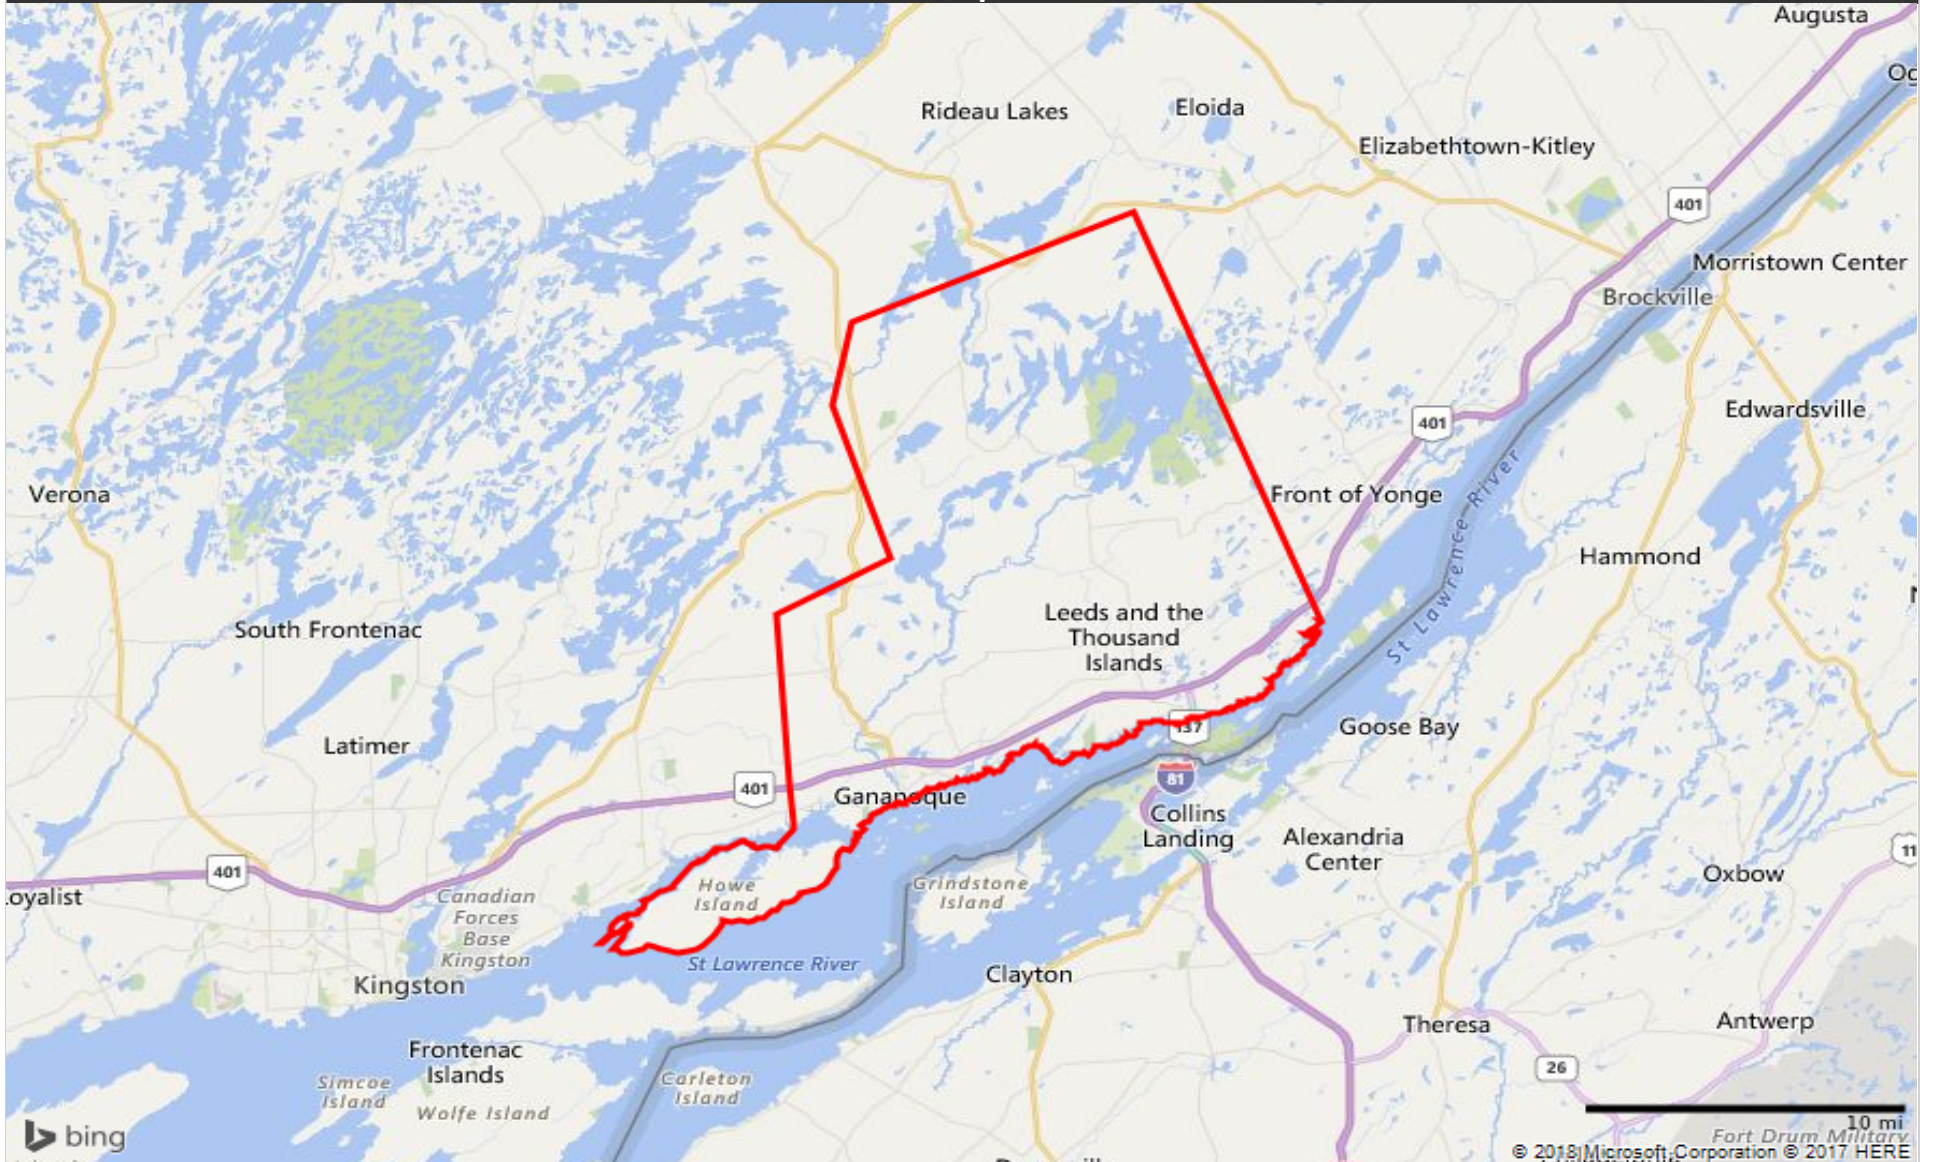 Augusta
Og
Rideau Lakes
Eloida
Elizabethtown-Kitley
401
Morristown Center
Brockville
Edwardsville
401
Verona
Front of Yonge
St Lawrence River
Hammond
Leeds and the
Thousand
Islands
South Frontenac
Latimer
137
Goose Bay
401
81
Gananoque
Collins
Landing
Alexandria
Center
11
401
Oxbow
oyalist
Canadian
Forces
Base
Kingston
Howe
Island
Grindstone
Island
St Lawrence River
Clayton
Kingston
Theresa
Antwerp
Frontenac
Islands
26
Simcoe
Island
Carleton
Island
Wolfe Island
10 mi
bing
Fort Drum Military
© 2018 Microsoft Corporation © 2017 HERE